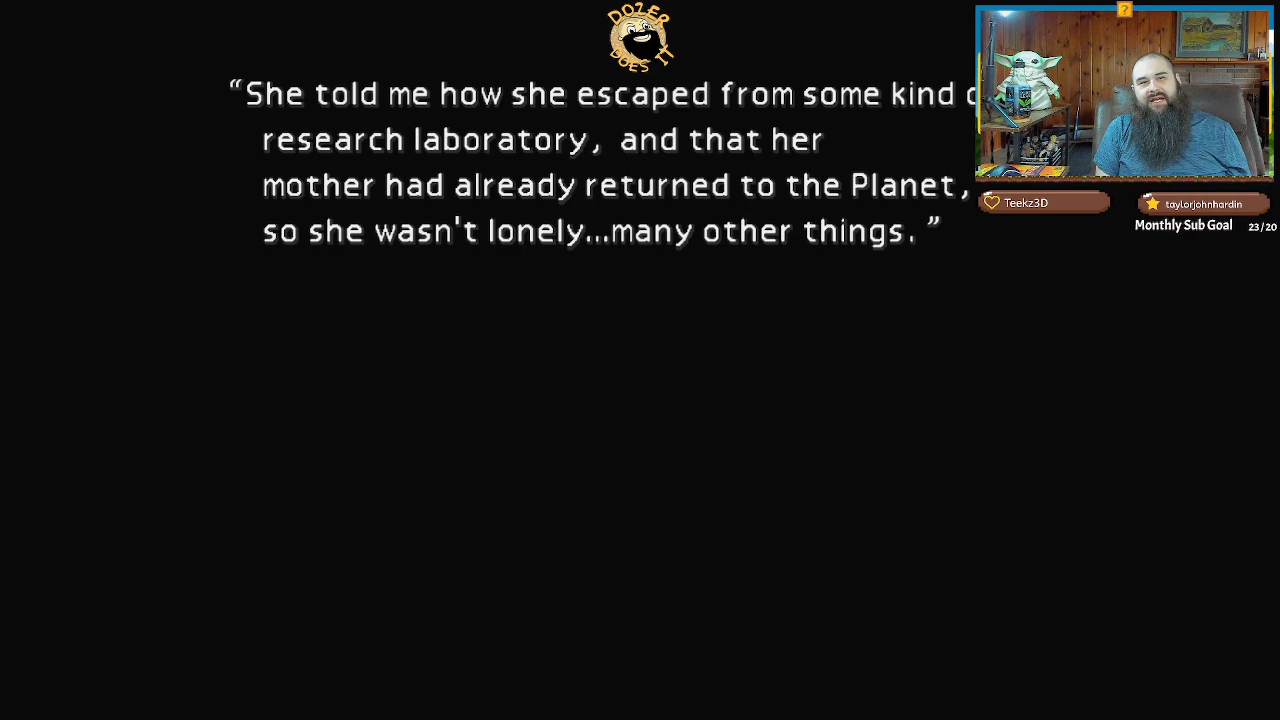 DOZER
DOES IT
“She told me how she escaped from some kind
research laboratory, and that her
mother had already returned to the Planet,
so she wasn't lonely...many other things.”
?
Teekz3D
taylorjohnhardin
Monthly Sub Goal 23/20